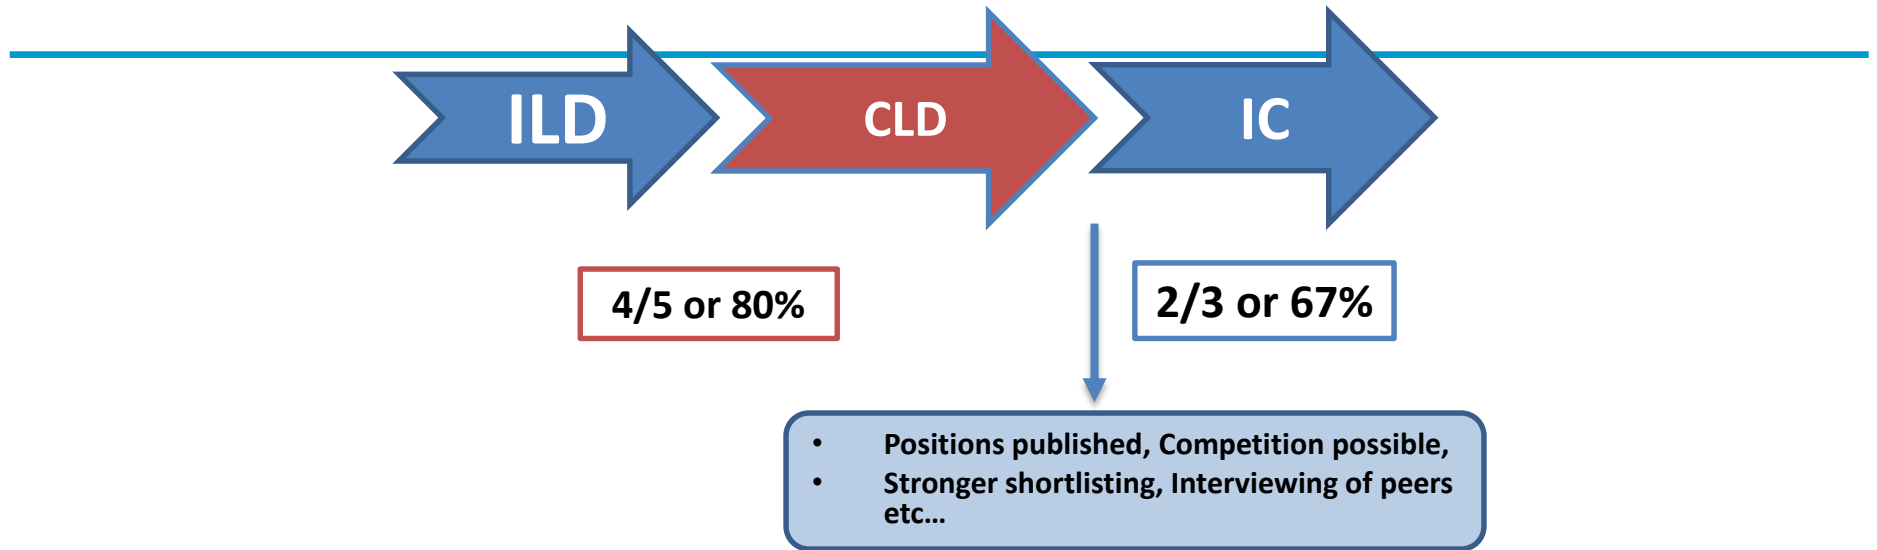 ILD
CLD
IC
4/5 or 80%
2/3 or 67%
• Positions published, Competition possible,
• Stronger shortlisting, Interviewing of peers
etc...